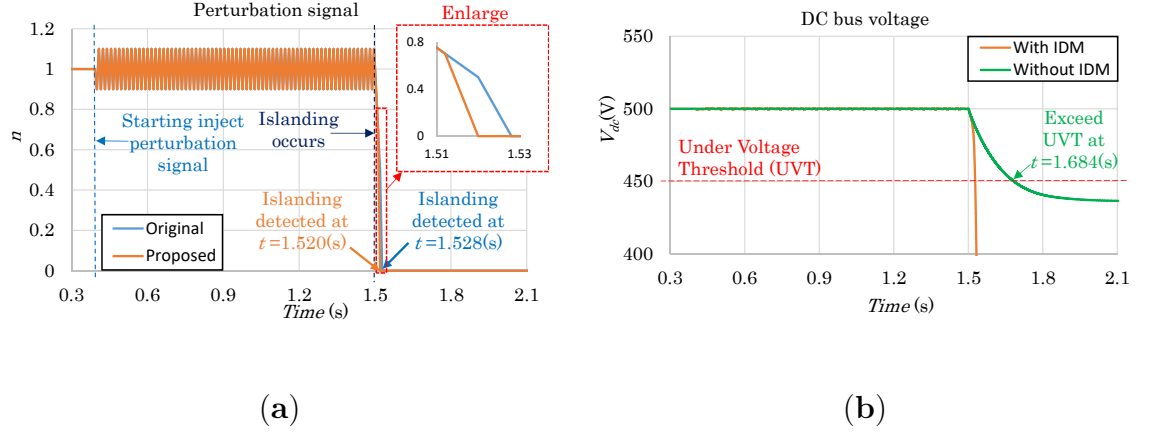 Perturbation signal
Enlarge
1.2
1
0.8
0.6
0.4
0.2
0
n
0.8
0.4
0
1.51
1.53
Starting inject
perturbation
signal
Islanding
occurs
Islanding
detected at
t=1.520(s)
Islanding
detected at
t=1.528(s)
Original
Proposed
0.3
0.6
0.9
1.2
1.5
1.8
2.1
Time (s)
(a)
DC bus voltage
550
500
450
400
Vdc(V)
With IDM
Without IDM
Under Voltage
Threshold (UVT)
Exceed
UVT at
t=1.684(s)
0.3
0.6
0.9
1.2
1.5
1.8
2.1
Time (s)
(b)